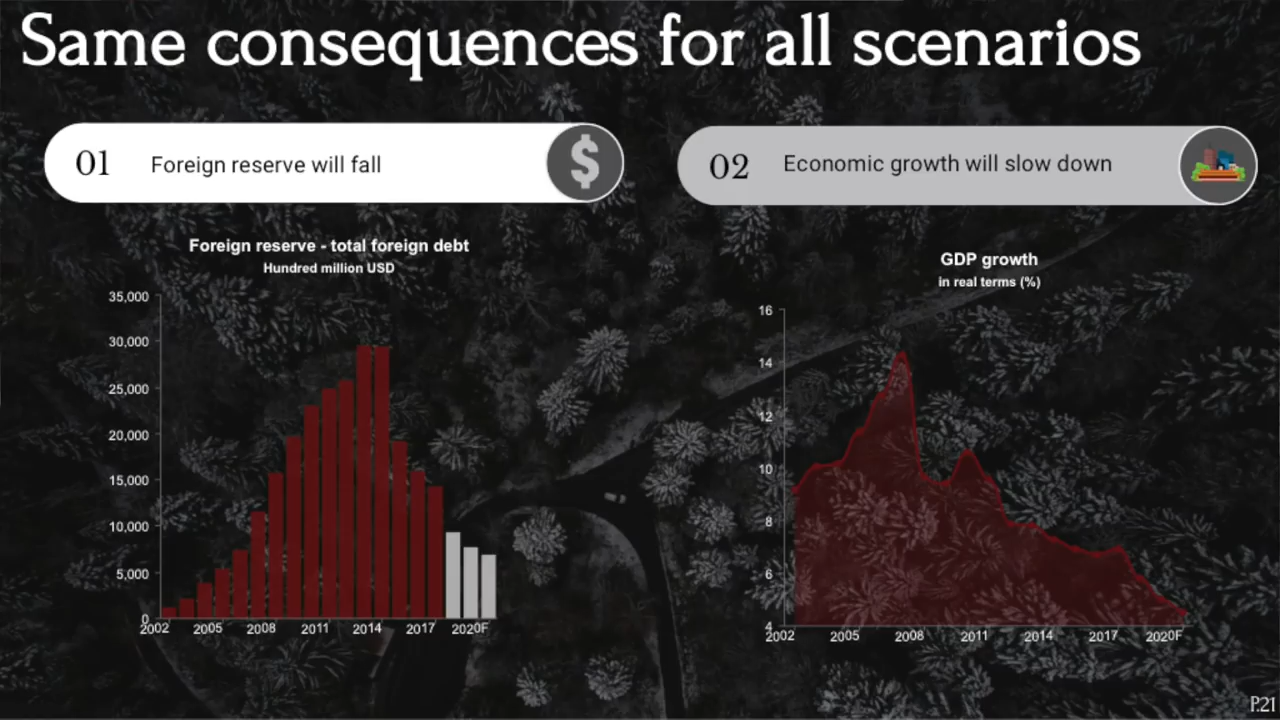 Same consequences for all scenarios
01 Foreign reserve will fall
02 Economic growth will slow down
Foreign reserve - total foreign debt
Hundred million USD
35,000
30,000
25,000
20,000
15,000
10,000
5,000
0
2002 2005 2008 2011 2014 2017 2020F
GDP growth
in real terms (%)
16
14
12
10
8
6
4
2002 2005 2008 2011 2014 2017 2020F
P.21